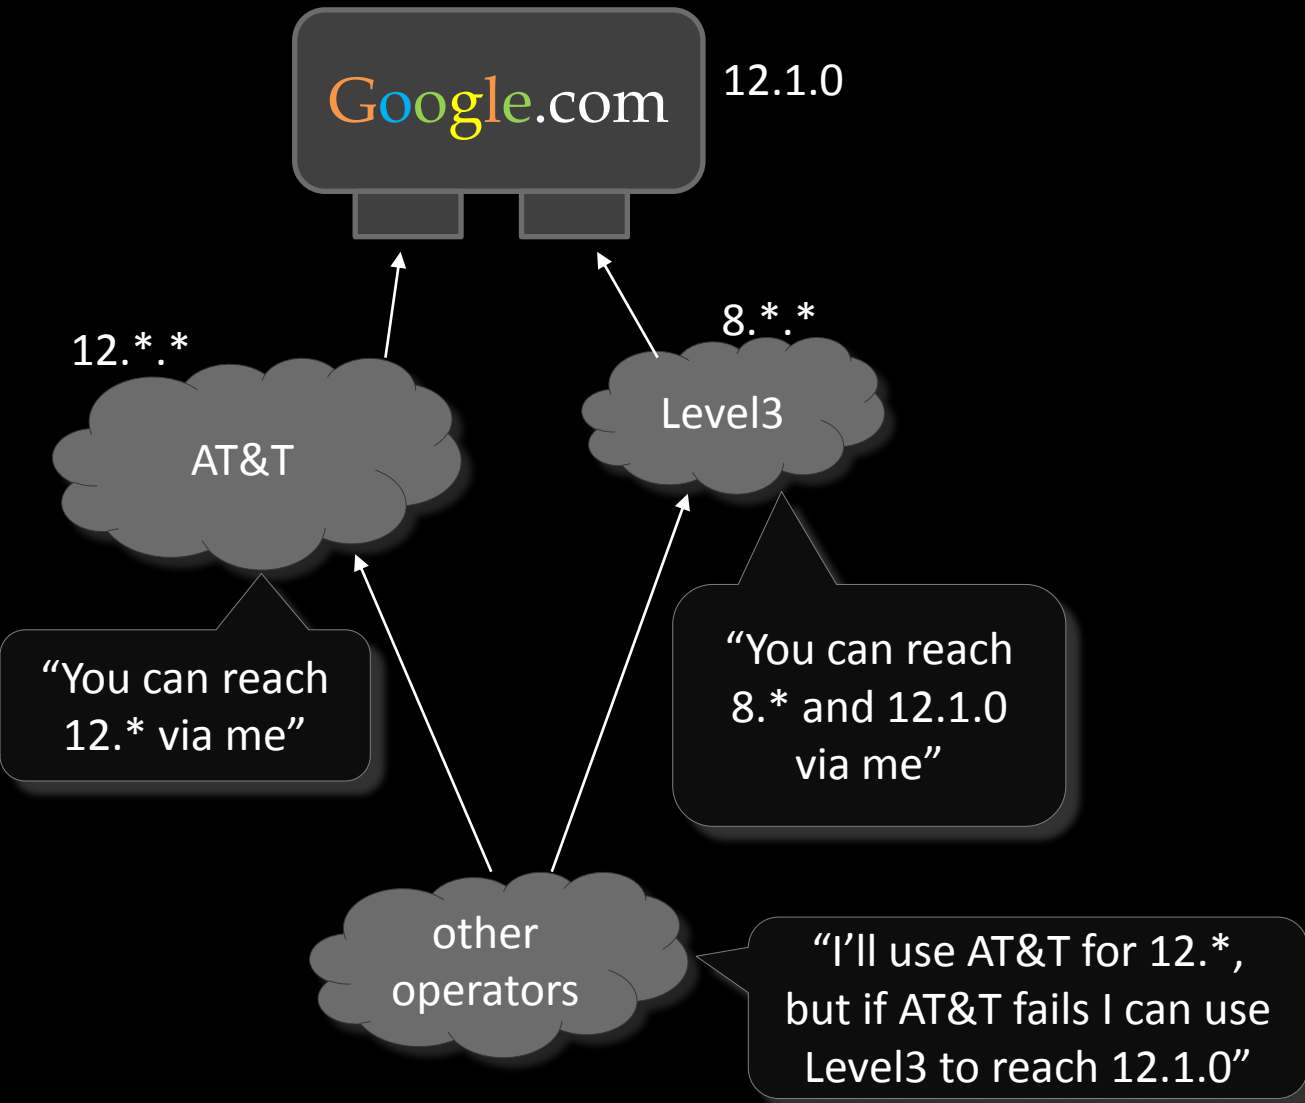 Google.com
12.1.0
8.*.*
12.*.*
Level3
AT&T
“You can reach
8.* and 12.1.0
via me”
“You can reach
12.* via me”
other
operators
“I’ll use AT&T for 12.*,
but if AT&T fails I can use
Level3 to reach 12.1.0”